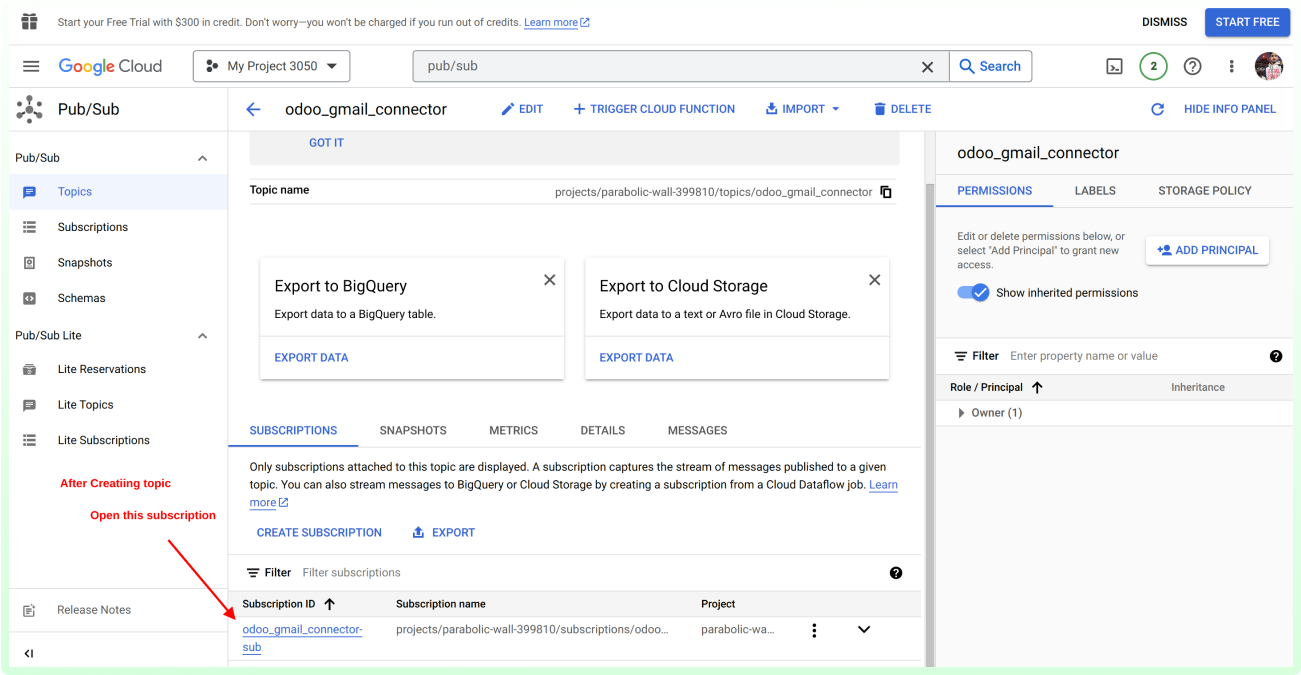 Start your Free Trial with $300 in credit. Don't worry—you won't be charged if you run out of credits. Learn more
DISMISS
START FREE
Google Cloud
My Project 3050
pub/sub
Search
2
Pub/Sub
odoo_gmail_connector
EDIT
TRIGGER CLOUD FUNCTION
IMPORT
DELETE
HIDE INFO PANEL
Pub/Sub
Topics
Subscriptions
Snapshots
Schemas
Pub/Sub Lite
Lite Reservations
Lite Topics
Lite Subscriptions
After Creatiing topic
Open this subscription
Release Notes
GOT IT
Topic name
projects/parabolic-wall-399810/topics/odoo_gmail_connector
Export to BigQuery
Export data to a BigQuery table.
EXPORT DATA
Export to Cloud Storage
Export data to a text or Avro file in Cloud Storage.
EXPORT DATA
SUBSCRIPTIONS
SNAPSHOTS
METRICS
DETAILS
MESSAGES
Only subscriptions attached to this topic are displayed. A subscription captures the stream of messages published to a given
topic. You can also stream messages to BigQuery or Cloud Storage by creating a subscription from a Cloud Dataflow job. Learn
more
CREATE SUBSCRIPTION
EXPORT
Filter
Filter subscriptions
Subscription ID
Subscription name
Project
odoo_gmail_connector-
sub
projects/parabolic-wall-399810/subscriptions/odoo...
parabolic-wa...
odoo_gmail_connector
PERMISSIONS
LABELS
STORAGE POLICY
Edit or delete permissions below, or
select "Add Principal" to grant new
access.
ADD PRINCIPAL
Show inherited permissions
Filter
Enter property name or value
Role / Principal
Inheritance
Owner (1)